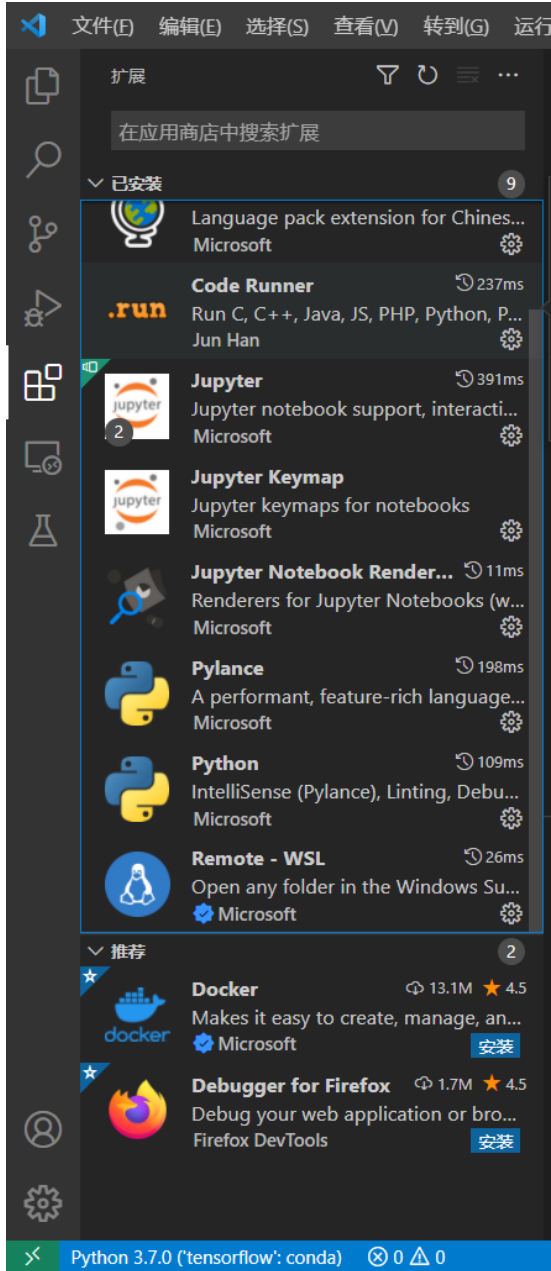 文件(F) 编辑(E) 选择(S) 查看(V) 转到(G) 运行
扩展
在应用商店中搜索扩展
已安装 9
Language pack extension for Chines...
Microsoft
Code Runner 237ms
.run
Run C, C++, Java, JS, PHP, Python, P...
Jun Han
Jupyter 391ms
jupyter
Jupyter notebook support, interacti...
2
Microsoft
Jupyter Keymap
jupyter
Jupyter keymaps for notebooks
Microsoft
Jupyter Notebook Render... 11ms
Renderers for Jupyter Notebooks (w...
Microsoft
Pylance 198ms
A performant, feature-rich language...
Microsoft
Python 109ms
IntelliSense (Pylance), Linting, Debu...
Microsoft
Remote - WSL 26ms
Open any folder in the Windows Su...
Microsoft
推荐 2
Docker 13.1M 4.5
Makes it easy to create, manage, an...
docker
Microsoft 安装
Debugger for Firefox 1.7M 4.5
Debug your web application or bro...
Firefox DevTools 安装
Python 3.7.0 ('tensorflow': conda) 0 0